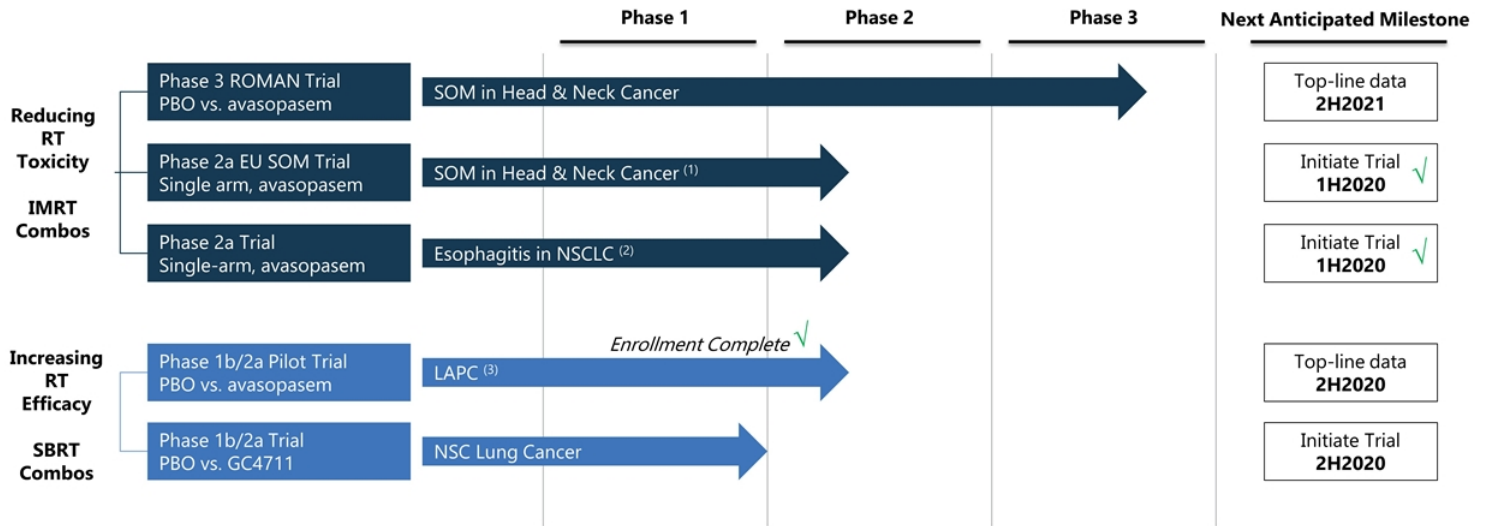 Phase 1
Phase 2
Phase 3
Next Anticipated Milestone
Reducing
RT
Toxicity
IMRT
Combos
Phase 3 ROMAN Trial
PBO vs. avasopasem
SOM in Head & Neck Cancer
Top-line data
2H2021
Phase 2a EU SOM Trial
Single arm, avasopasem
SOM in Head & Neck Cancer (1)
Initiate Trial
1H2020 √
Phase 2a Trial
Single-arm, avasopasem
Esophagitis in NSCLC (2)
Initiate Trial
1H2020 √
Increasing
RT
Efficacy
SBRT
Combos
Phase 1b/2a Pilot Trial
PBO vs. avasopasem
Enrollment Complete √
LAPC (3)
Top-line data
2H2020
Phase 1b/2a Trial
PBO vs. GC4711
NSC Lung Cancer
Initiate Trial
2H2020